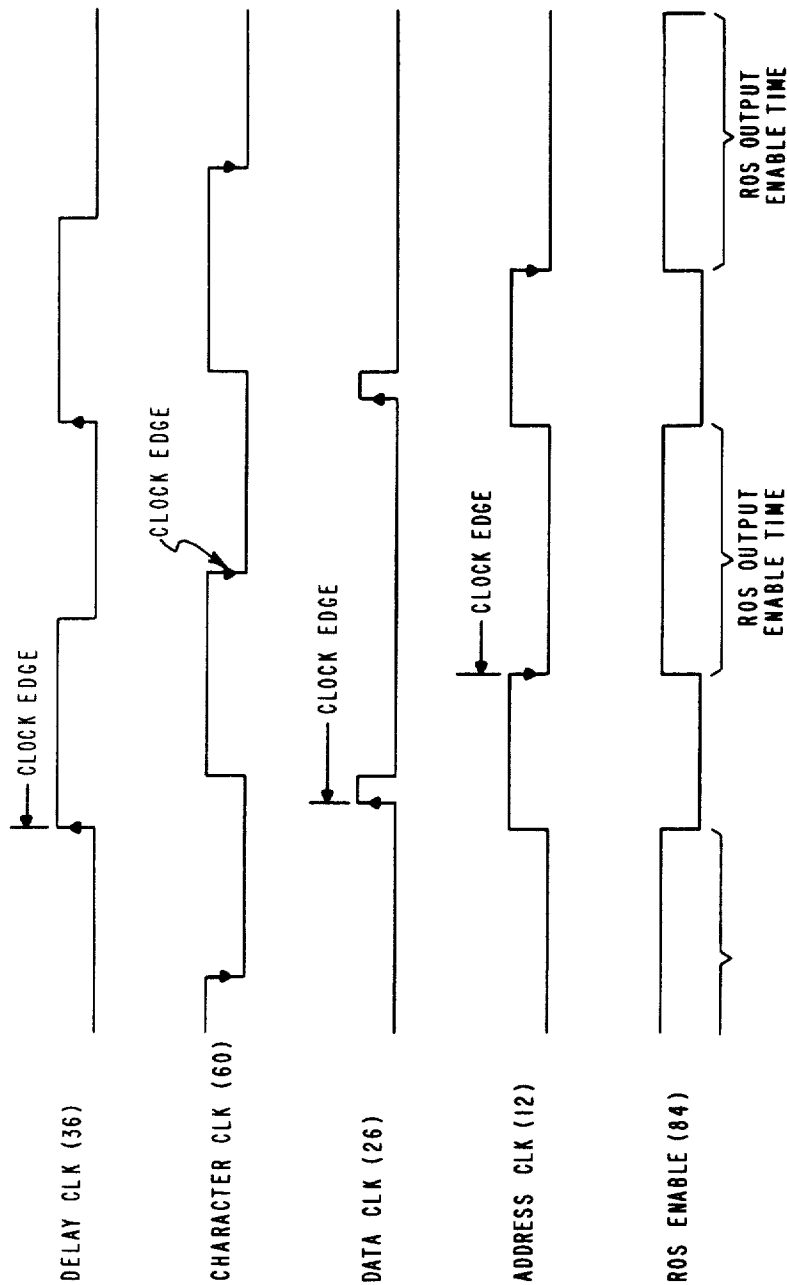 DELAY CLK (36)
CLOCK EDGE
CHARACTER CLK (60)
CLOCK EDGE
DATA CLK (26)
CLOCK EDGE
ADDRESS CLK (12)
CLOCK EDGE
ROS ENABLE (84)
ROS OUTPUT
ENABLE TIME
ROS OUTPUT
ENABLE TIME